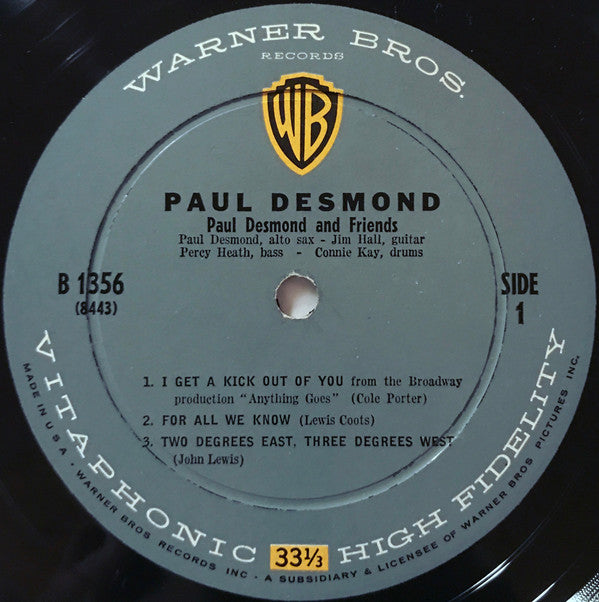 WARNER BROS.
RECORDS
WB
PAUL DESMOND
Paul Desmond and Friends
Paul Desmond, alto sax - Jim Hall, guitar
Percy Heath, bass - Connie Kay, drums
B 1356
(8443)
SIDE
1
1. I GET A KICK OUT OF YOU from the Broadway
production "Anything Goes" (Cole Porter)
2. FOR ALL WE KNOW (Lewis Coots)
3. TWO DEGREES EAST, THREE DEGREES WEST
(John Lewis)
VITAPHONIC 33⅓ HIGH FIDELITY
MADE IN U.S.A. - WARNER BROS RECORDS INC - A SUBSIDIARY & LICENSEE OF WARNER BROS PICTURES INC.